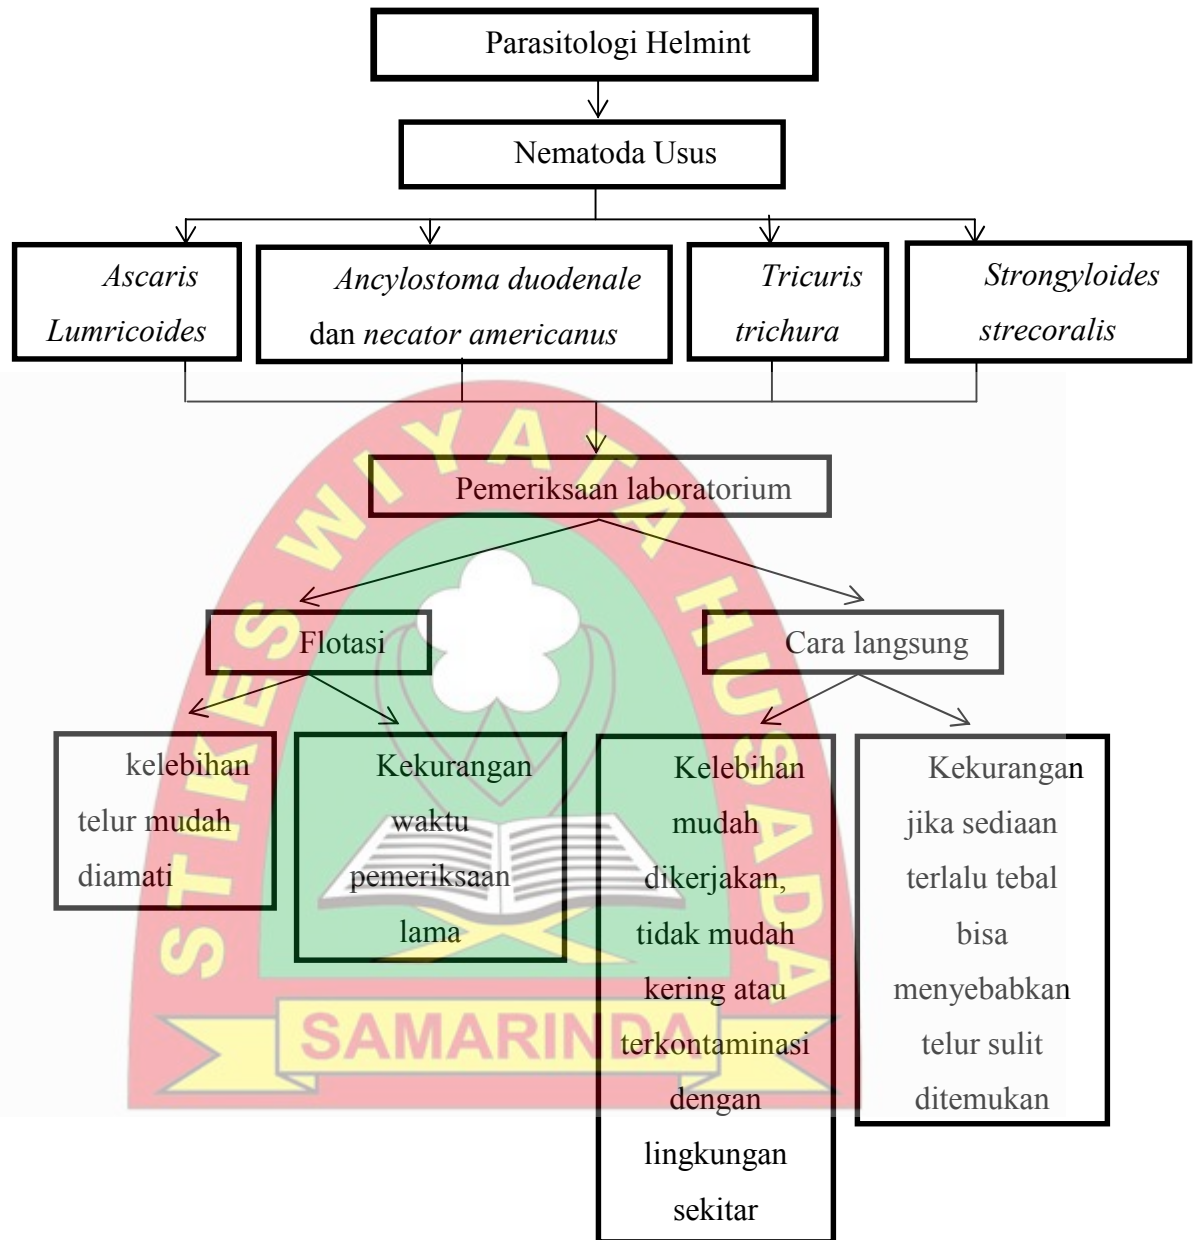 Parasitologi Helmint
Nematoda Usus
Ascaris
Lumricoides
Ancylostoma duodenale
dan necator americanus
Tricuris
trichura
Strongyloides
strecoralis
Pemeriksaan laboratorium
Flotasi
Cara langsung
kelebihan
telur mudah
diamati
Kekurangan
waktu
pemeriksaan
lama
Kelebihan
mudah
dikerjakan,
tidak mudah
kering atau
terkontaminasi
dengan
lingkungan
sekitar
Kekurangan
jika sediaan
terlalu tebal
bisa
menyebabkan
telur sulit
ditemukan
STIKES WIYATA HUSADA
SAMARINDA